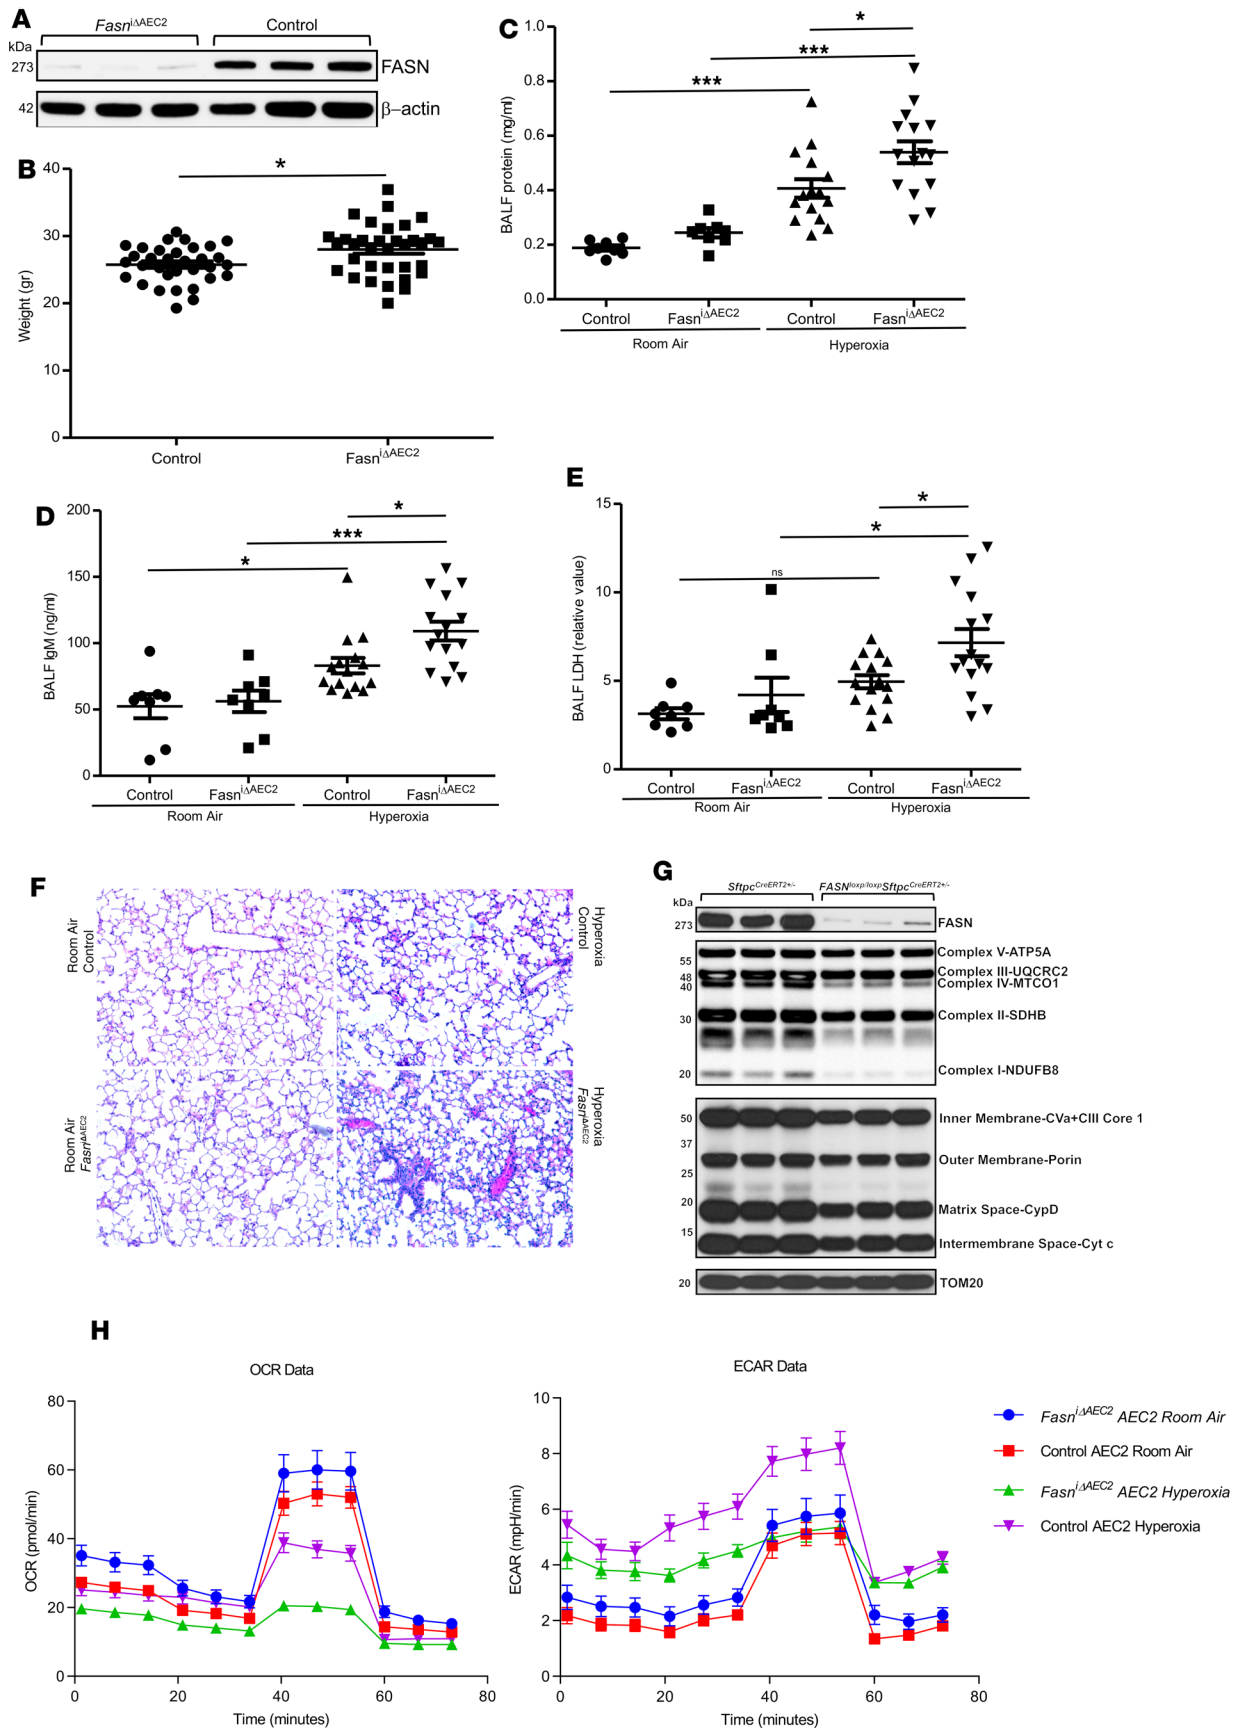 A
Fasn^iΔAEC2 Control
kDa
273 FASN
42 β–actin
B
40
30
20
10
0
Weight (gr)
*
Control Fasn^iΔAEC2
C
1.0
0.8
0.6
0.4
0.2
0.0
BALF protein (mg/ml)
*
***
***
Control Fasn^iΔAEC2 Control Fasn^iΔAEC2
Room Air Hyperoxia
D
200
150
100
50
0
BALF IgM (ng/ml)
*
***
*
Control Fasn^iΔAEC2 Control Fasn^iΔAEC2
Room Air Hyperoxia
E
15
10
5
0
BALF LDH (relative value)
*
*
ns
Control Fasn^iΔAEC2 Control Fasn^iΔAEC2
Room Air Hyperoxia
F
Room Air
Control
Hyperoxia
Control
Room Air
Fasn^iΔAEC2
Hyperoxia
Fasn^iΔAEC2
G
Sftpc^CreERT2+/- FASN^loxp/loxp Sftpc^CreERT2+/-
kDa
273 FASN
Complex V-ATP5A
55
Complex III-UQCRC2
48
Complex IV-MTCO1
40
30 Complex II-SDHB
20 Complex I-NDUFB8
50 Inner Membrane-CVa+CIII Core 1
37
Outer Membrane-Porin
25
20
Matrix Space-CypD
15
Intermembrane Space-Cyt c
20 TOM20
H
OCR Data
80
60
40
20
0
OCR (pmol/min)
0 20 40 60 80
Time (minutes)
ECAR Data
10
8
6
4
2
0
ECAR (mpH/min)
0 20 40 60 80
Time (minutes)
Fasn^iΔAEC2 AEC2 Room Air
Control AEC2 Room Air
Fasn^iΔAEC2 AEC2 Hyperoxia
Control AEC2 Hyperoxia